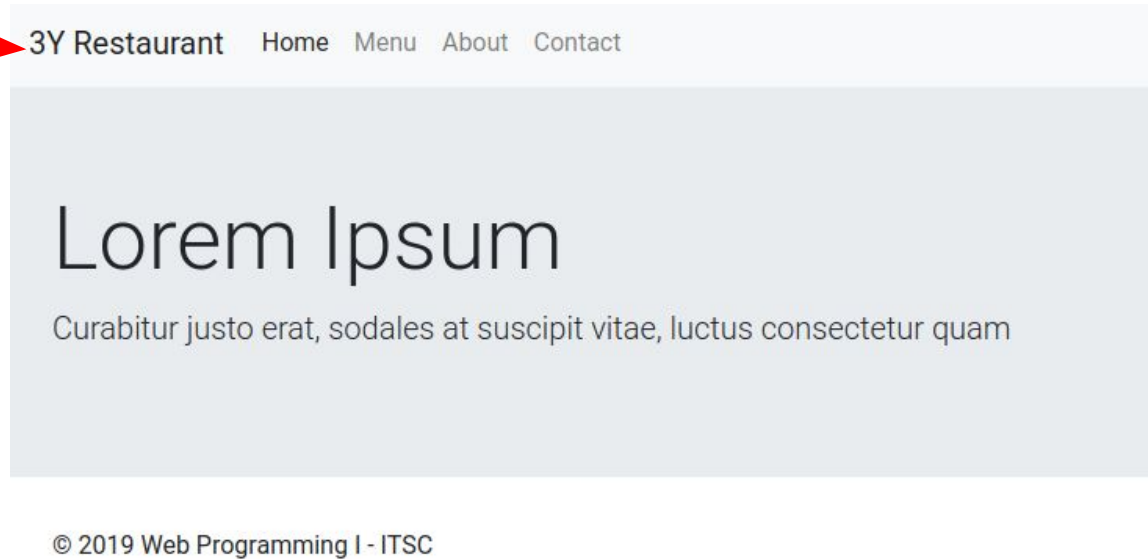 3Y Restaurant Home Menu About Contact
Lorem Ipsum
Curabitur justo erat, sodales at suscipit vitae, luctus consectetur quam
© 2019 Web Programming I - ITSC